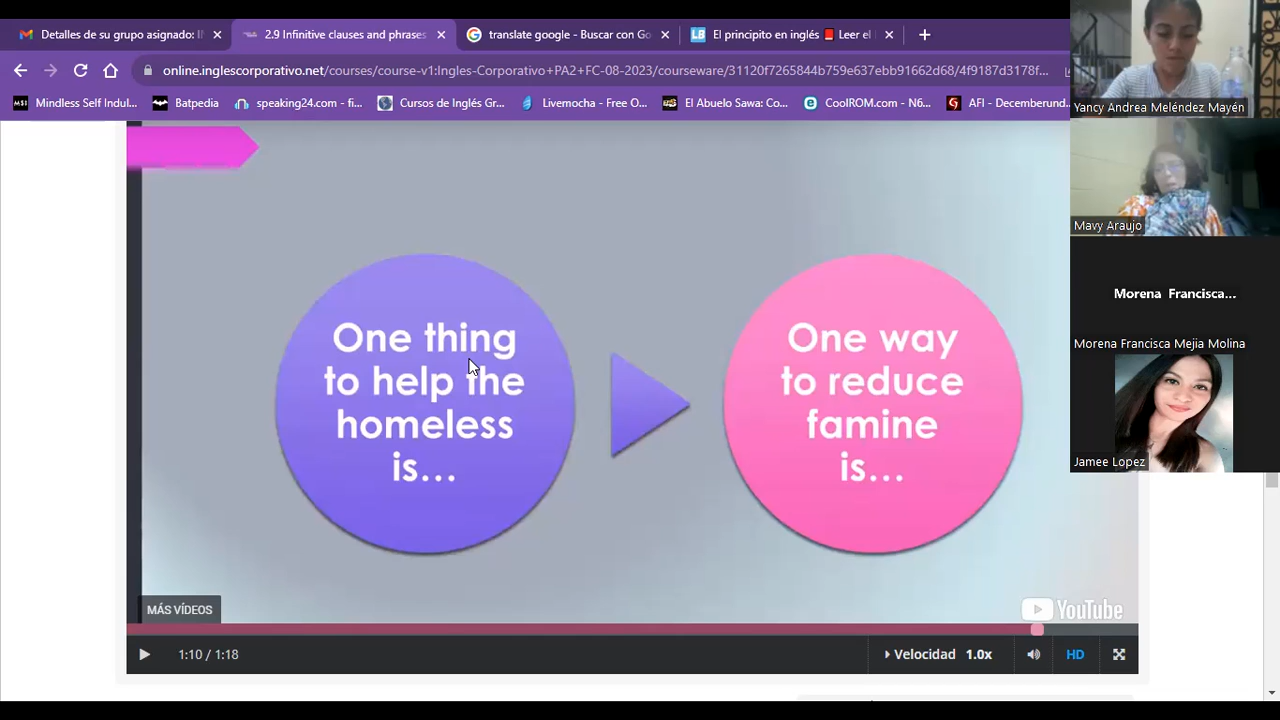 Detalles de su grupo asignado: II
2.9 Infinitive clauses and phrases
translate google - Buscar con Go
El principito en inglés 📕 Leer el
online.inglescorporativo.net/courses/course-v1:Ingles-Corporativo+PA2+FC-08-2023/courseware/31120f7265844b759e637ebb91662d68/4f9187d3178f...
Mindless Self Indul...
Batpedia
speaking24.com - fi...
Cursos de Inglés Gr...
Livemocha - Free O...
El Abuelo Sawa: Co...
CoolROM.com - N6...
AFI - Decemberund...
Yancy Andrea Meléndez Mayén
Mavy Araujo
Morena Francisca...
Morena Francisca Mejia Molina
Jamee Lopez
One thing
to help the
homeless
is...
One way
to reduce
famine
is...
MÁS VÍDEOS
YouTube
1:10 / 1:18
Velocidad 1.0x
HD